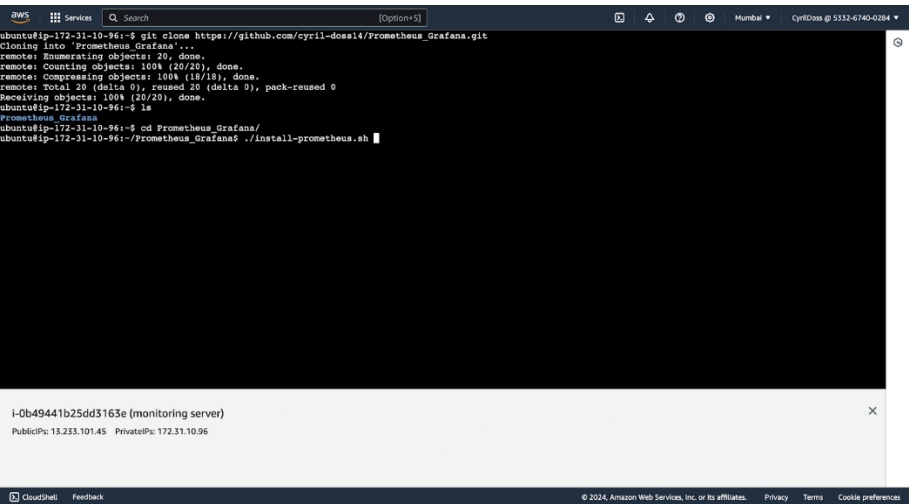 aws Services Search [Option+S] Mumbai ▼ CyrilDoss @ 5332-6740-0284 ▼
ubuntu@ip-172-31-10-96:~$ git clone https://github.com/cyril-doss14/Prometheus_Grafana.git
Cloning into 'Prometheus_Grafana'...
remote: Enumerating objects: 20, done.
remote: Counting objects: 100% (20/20), done.
remote: Compressing objects: 100% (18/18), done.
remote: Total 20 (delta 0), reused 20 (delta 0), pack-reused 0
Receiving objects: 100% (20/20), done.
ubuntu@ip-172-31-10-96:~$ ls
Prometheus_Grafana
ubuntu@ip-172-31-10-96:~$ cd Prometheus_Grafana/
ubuntu@ip-172-31-10-96:~/Prometheus_Grafana$ ./install-prometheus.sh
i-0b49441b25dd3163e (monitoring server)
PublicIPs: 13.233.101.45 PrivateIPs: 172.31.10.96
CloudShell Feedback © 2024, Amazon Web Services, Inc. or its affiliates. Privacy Terms Cookie preferences